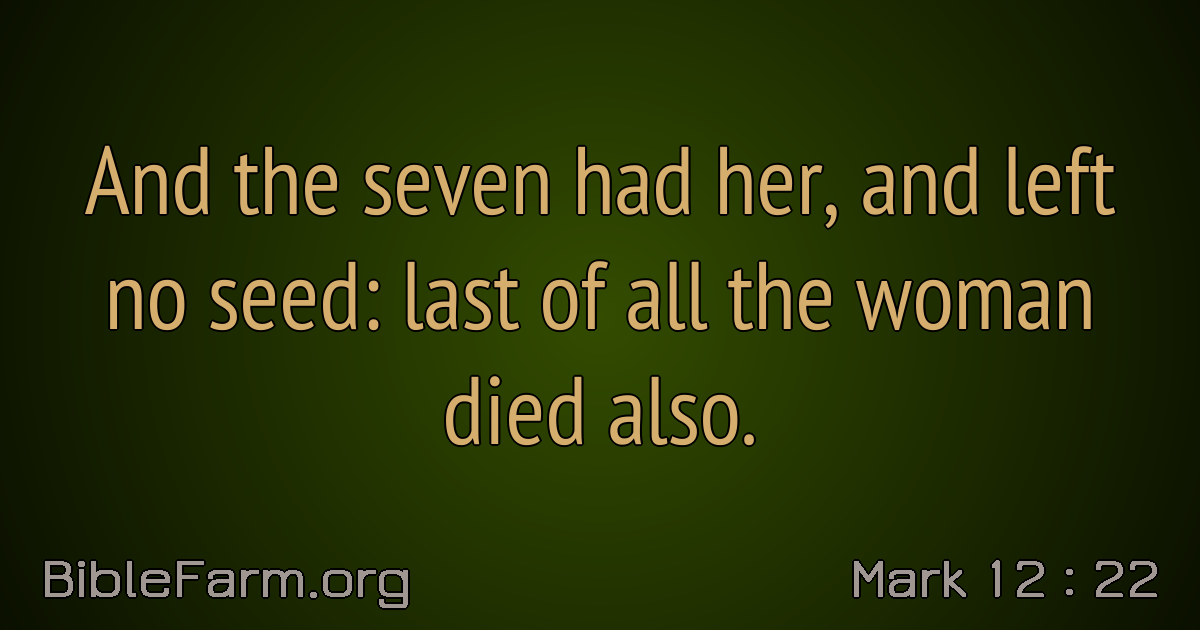 And the seven had her, and left
no seed: last of all the woman
died also.
BibleFarm.org
Mark 12 : 22